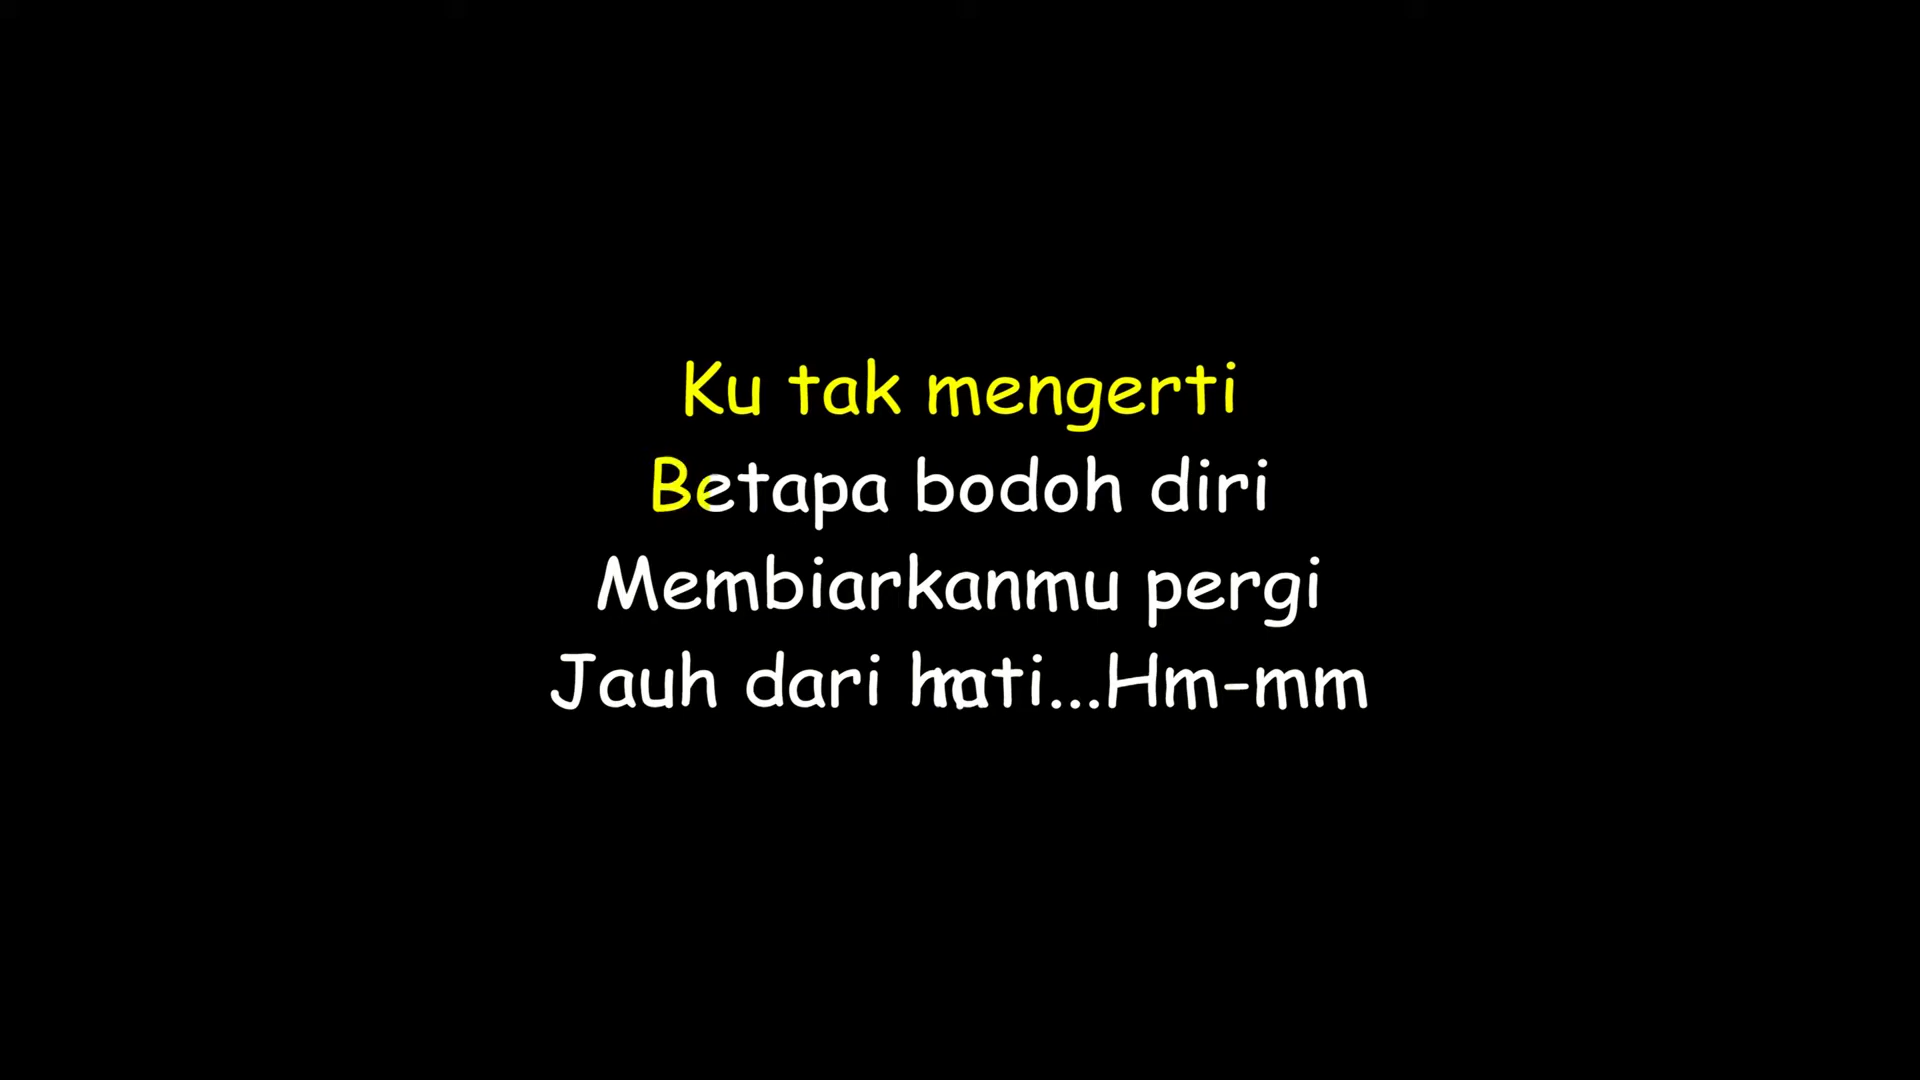 Ku tak mengerti
Betapa bodoh diri
Membiarkanmu pergi
Jauh dari hati...Hm-mm